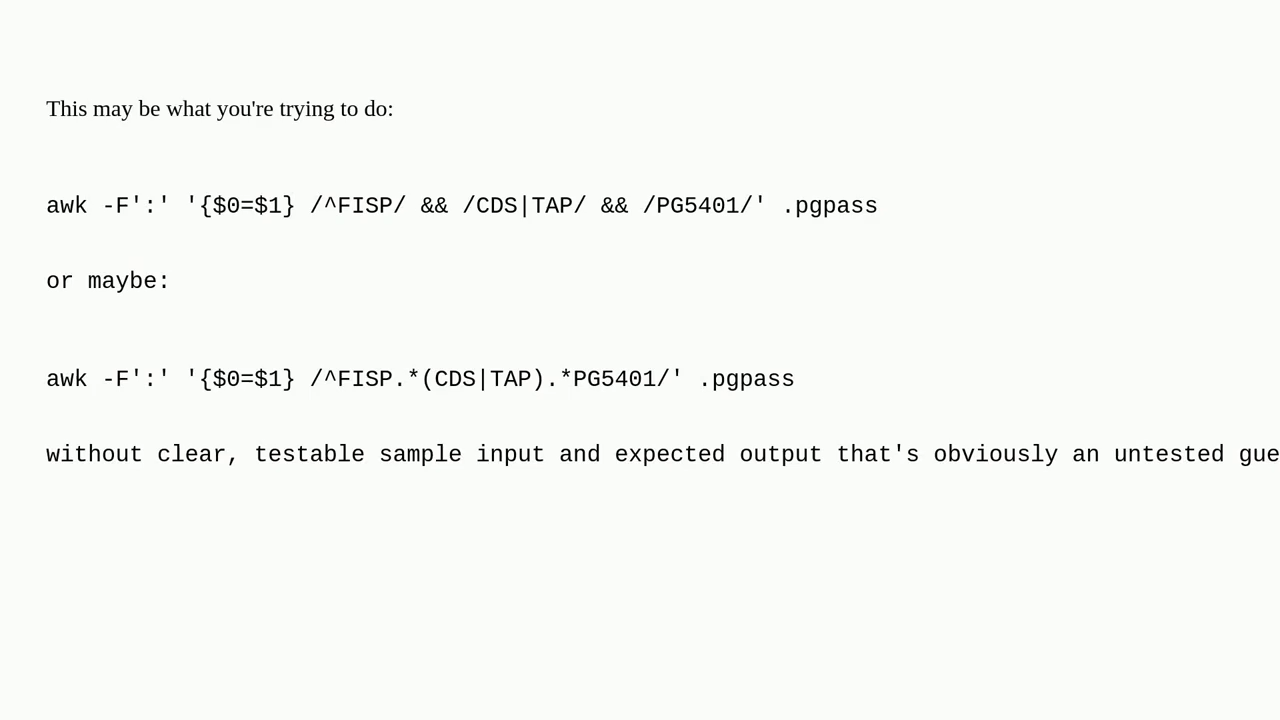 This may be what you're trying to do:
awk -F':' '{$0=$1} /^FISP/ && /CDS|TAP/ && /PG5401/' .pgpass
or maybe:
awk -F':' '{$0=$1} /^FISP.*(CDS|TAP).*PG5401/' .pgpass
without clear, testable sample input and expected output that's obviously an untested